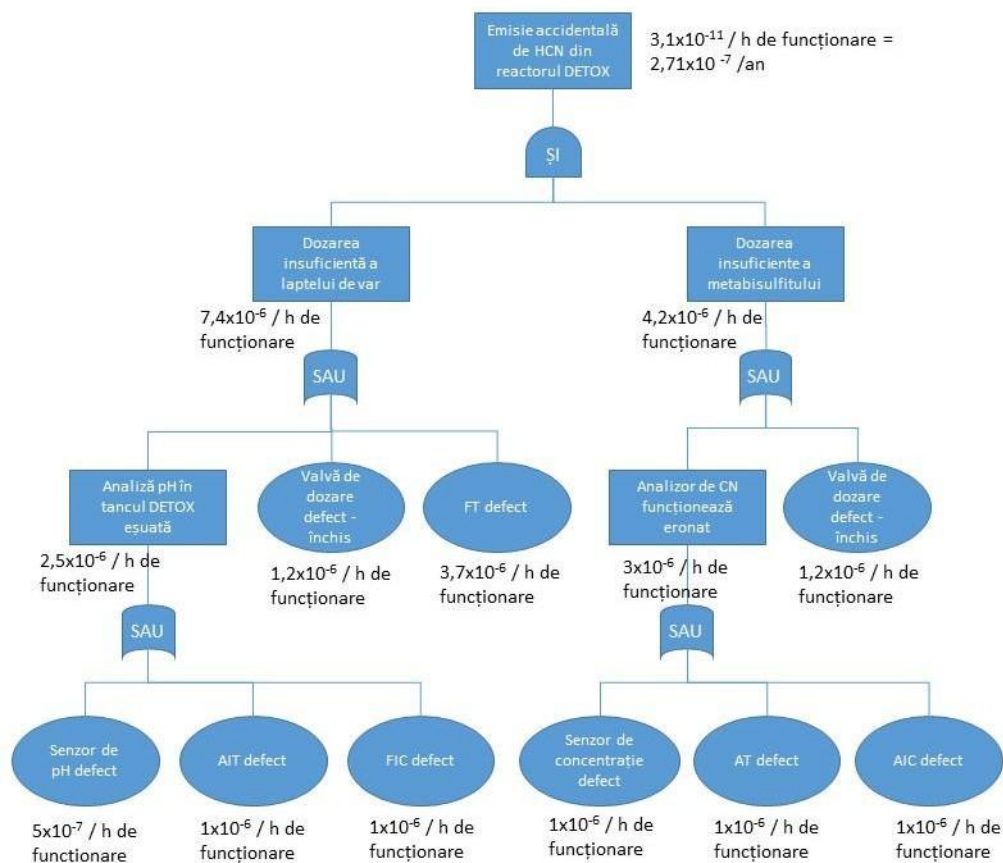 Emisie accidentală
de HCN din
reactorul DETOX
3,1x10⁻¹¹ / h de funcționare =
2,71x10 ⁻⁷ /an
ȘI
Dozarea
insuficientă a
laptelui de var
7,4x10⁻⁶ / h de
funcționare
Dozarea
insuficiente a
metabisulfitului
4,2x10⁻⁶ / h de
funcționare
SAU
SAU
Analiză pH în
tancul DETOX
eșuată
2,5x10⁻⁶ / h de
funcționare
Valvă de
dozare
defect -
închis
1,2x10⁻⁶ / h de
funcționare
FT defect
3,7x10⁻⁶ / h de
funcționare
Analizor de CN
funcționează
eronat
3x10⁻⁶ / h de
funcționare
Valvă de
dozare
defect -
închis
1,2x10⁻⁶ / h de
funcționare
SAU
SAU
Senzor de
pH defect
5x10⁻⁷ / h de
funcționare
AIT defect
1x10⁻⁶ / h de
funcționare
FIC defect
1x10⁻⁶ / h de
funcționare
Senzor de
concentrație
defect
1x10⁻⁶ / h de
funcționare
AT defect
1x10⁻⁶ / h de
funcționare
AIC defect
1x10⁻⁶ / h de
funcționare